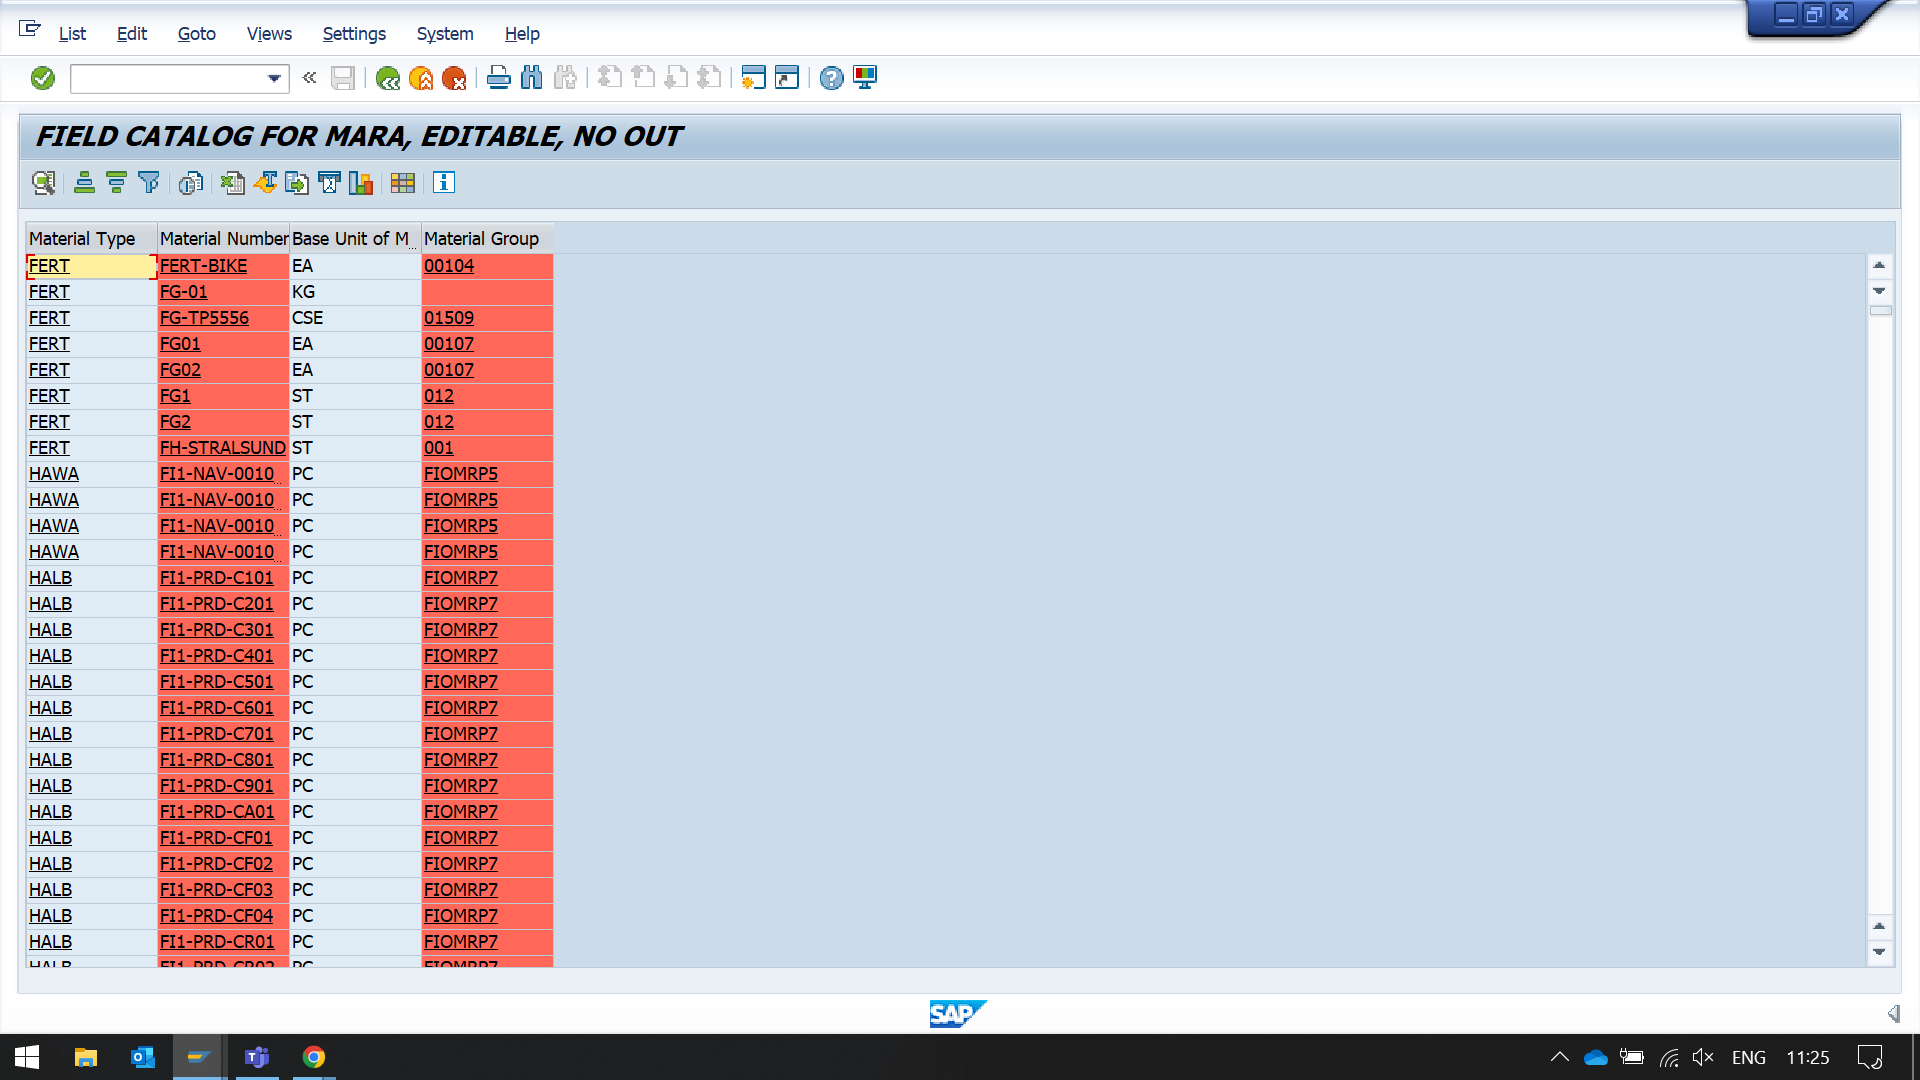 List Edit Goto Views Settings System Help
FIELD CATALOG FOR MARA, EDITABLE, NO OUT
Material Type Material Number Base Unit of M... Material Group
FERT FERT-BIKE EA 00104
FERT FG-01 KG
FERT FG-TP5556 CSE 01509
FERT FG01 EA 00107
FERT FG02 EA 00107
FERT FG1 ST 012
FERT FG2 ST 012
FERT FH-STRALSUND ST 001
HAWA FI1-NAV-0010... PC FIOMRP5
HAWA FI1-NAV-0010... PC FIOMRP5
HAWA FI1-NAV-0010... PC FIOMRP5
HAWA FI1-NAV-0010... PC FIOMRP5
HALB FI1-PRD-C101 PC FIOMRP7
HALB FI1-PRD-C201 PC FIOMRP7
HALB FI1-PRD-C301 PC FIOMRP7
HALB FI1-PRD-C401 PC FIOMRP7
HALB FI1-PRD-C501 PC FIOMRP7
HALB FI1-PRD-C601 PC FIOMRP7
HALB FI1-PRD-C701 PC FIOMRP7
HALB FI1-PRD-C801 PC FIOMRP7
HALB FI1-PRD-C901 PC FIOMRP7
HALB FI1-PRD-CA01 PC FIOMRP7
HALB FI1-PRD-CF01 PC FIOMRP7
HALB FI1-PRD-CF02 PC FIOMRP7
HALB FI1-PRD-CF03 PC FIOMRP7
HALB FI1-PRD-CF04 PC FIOMRP7
HALB FI1-PRD-CR01 PC FIOMRP7
HALB FI1-PRD-CR02 PC FIOMRP7
SAP
ENG 11:25